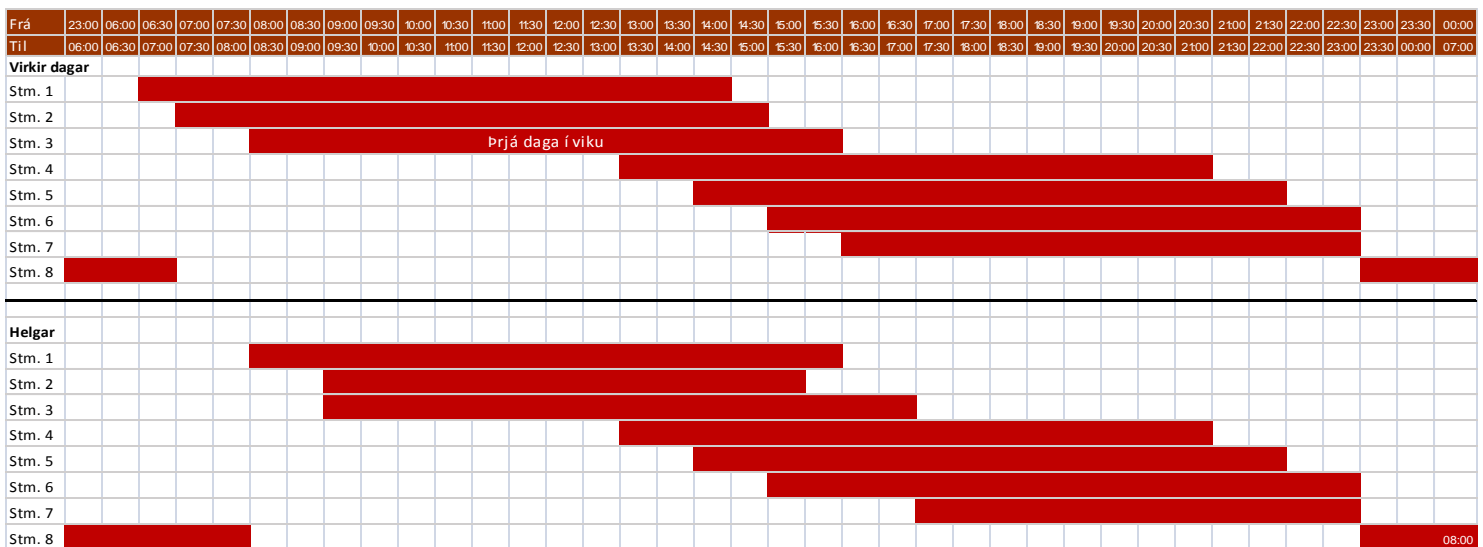 Frá 23:00 06:00 06:30 07:00 07:30 08:00 08:30 09:00 09:30 10:00 10:30 11:00 11:30 12:00 12:30 13:00 13:30 14:00 14:30 15:00 15:30 16:00 16:30 17:00 17:30 18:00 18:30 19:00 19:30 20:00 20:30 21:00 21:30 22:00 22:30 23:00 23:30 00:00
Til 06:00 06:30 07:00 07:30 08:00 08:30 09:00 09:30 10:00 10:30 11:00 11:30 12:00 12:30 13:00 13:30 14:00 14:30 15:00 15:30 16:00 16:30 17:00 17:30 18:00 18:30 19:00 19:30 20:00 20:30 21:00 21:30 22:00 22:30 23:00 23:30 00:00 07:00
Virkir dagar
Stm. 1
Stm. 2
Stm. 3 Þrjá daga í viku
Stm. 4
Stm. 5
Stm. 6
Stm. 7
Stm. 8
Helgar
Stm. 1
Stm. 2
Stm. 3
Stm. 4
Stm. 5
Stm. 6
Stm. 7
Stm. 8 08:00